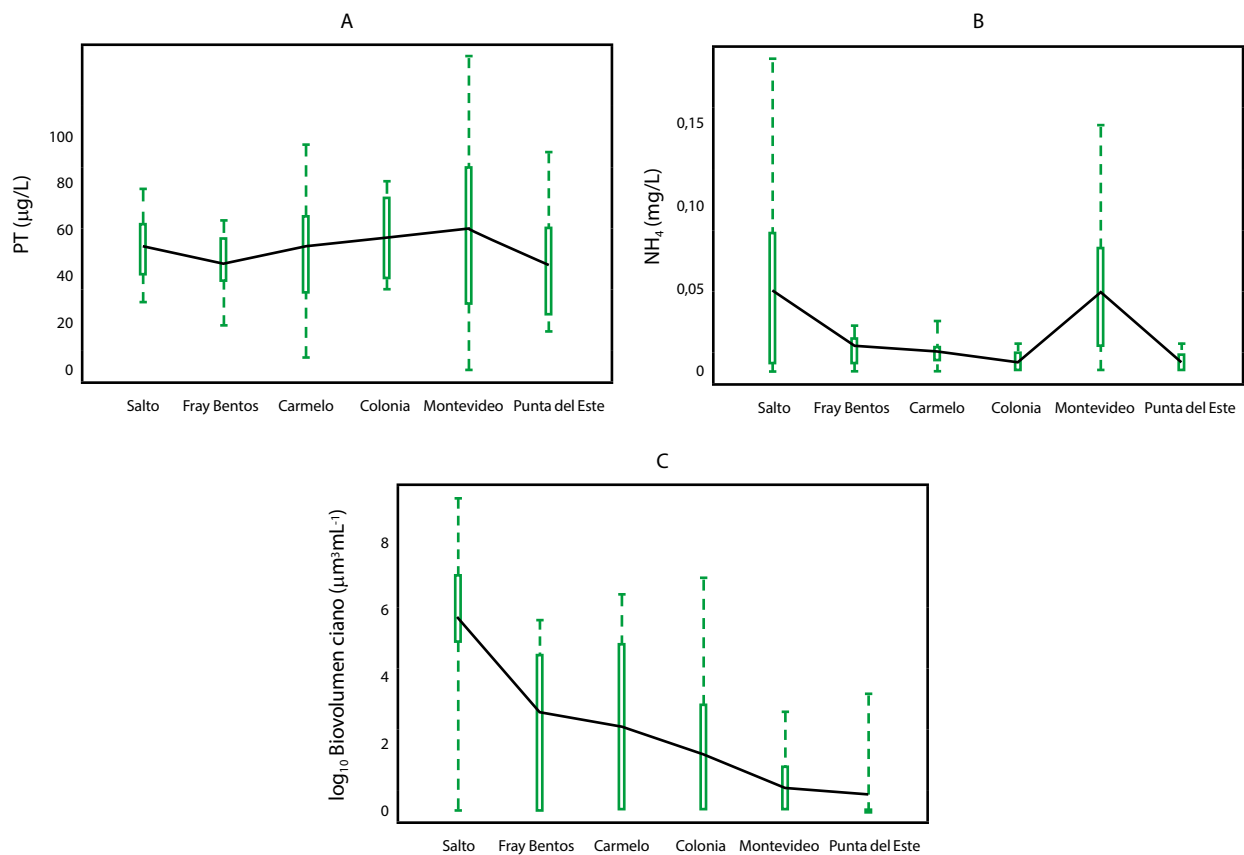 A
PT (µg/L)
100
80
60
40
20
0
Salto Fray Bentos Carmelo Colonia Montevideo Punta del Este
B
NH₄ (mg/L)
0,15
0,10
0,05
0
Salto Fray Bentos Carmelo Colonia Montevideo Punta del Este
C
log₁₀ Biovolumen ciano (µm³mL⁻¹)
8
6
4
2
0
Salto Fray Bentos Carmelo Colonia Montevideo Punta del Este